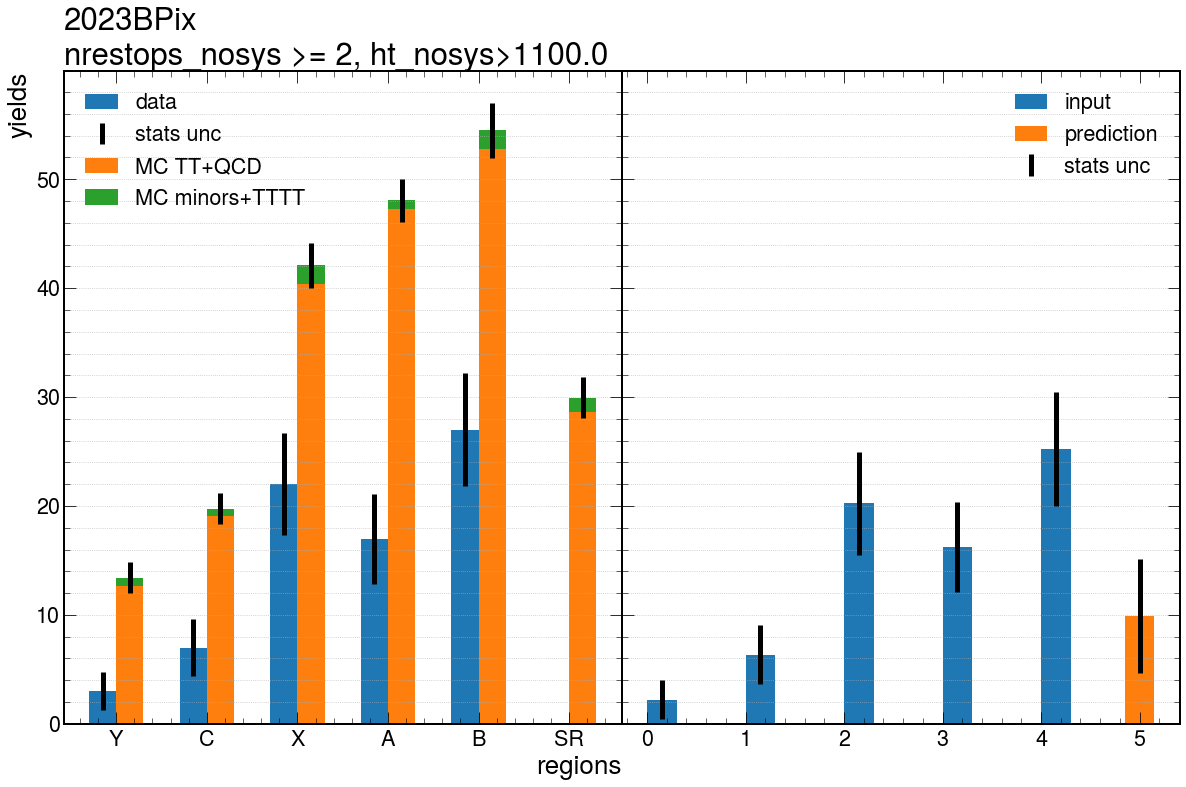 2023BPix
nrestops_nosys >= 2, ht_nosys>1100.0
yields
data
stats unc
MC TT+QCD
MC minors+TTTT
input
prediction
stats unc
50
40
30
20
10
0
Y C X A B SR
0 1 2 3 4 5
regions